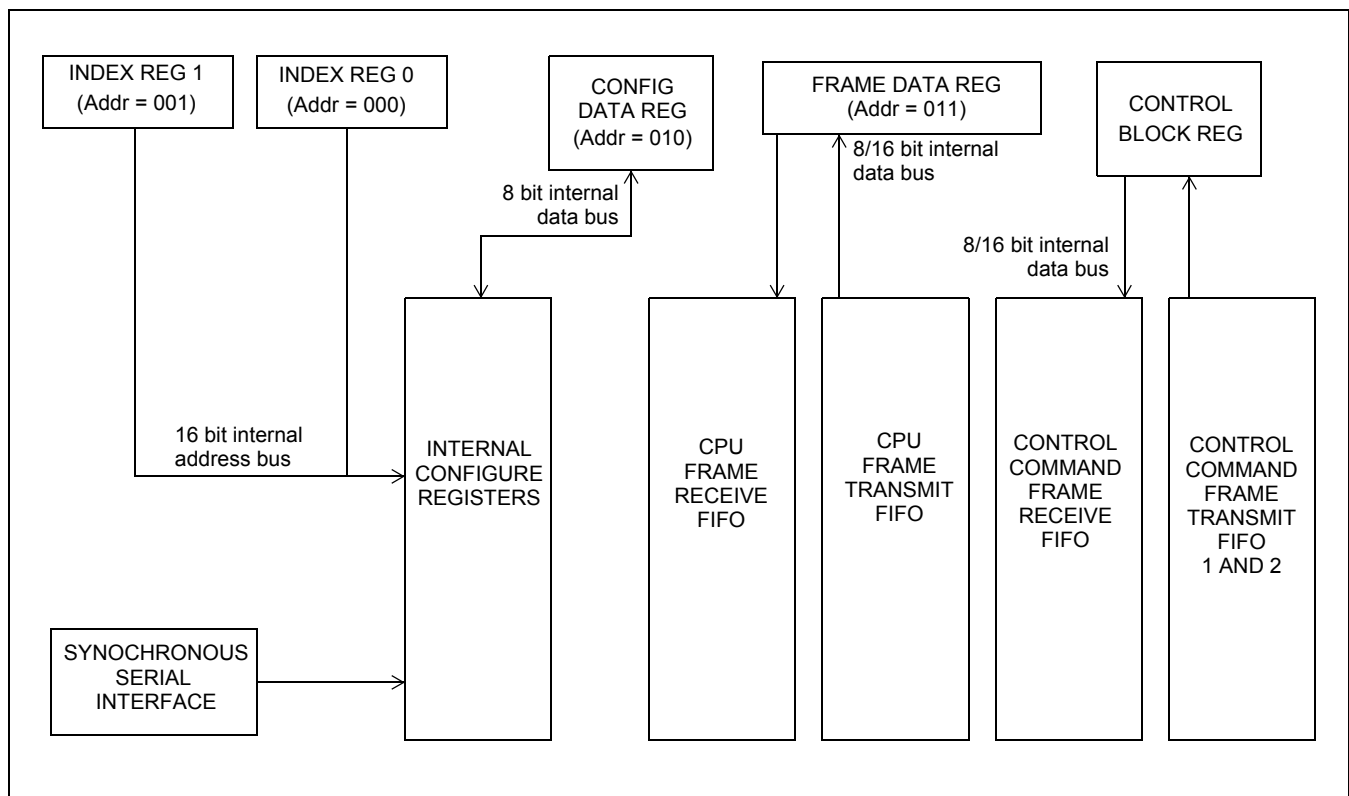 INDEX REG 1
(Addr = 001)
INDEX REG 0
(Addr = 000)
CONFIG
DATA REG
(Addr = 010)
FRAME DATA REG
(Addr = 011)
CONTROL
BLOCK REG
8 bit internal
data bus
8/16 bit internal
data bus
8/16 bit internal
data bus
16 bit internal
address bus
INTERNAL
CONFIGURE
REGISTERS
CPU
FRAME
RECEIVE
FIFO
CPU
FRAME
TRANSMIT
FIFO
CONTROL
COMMAND
FRAME
RECEIVE
FIFO
CONTROL
COMMAND
FRAME
TRANSMIT
FIFO
1 AND 2
SYNOCHRONOUS
SERIAL
INTERFACE